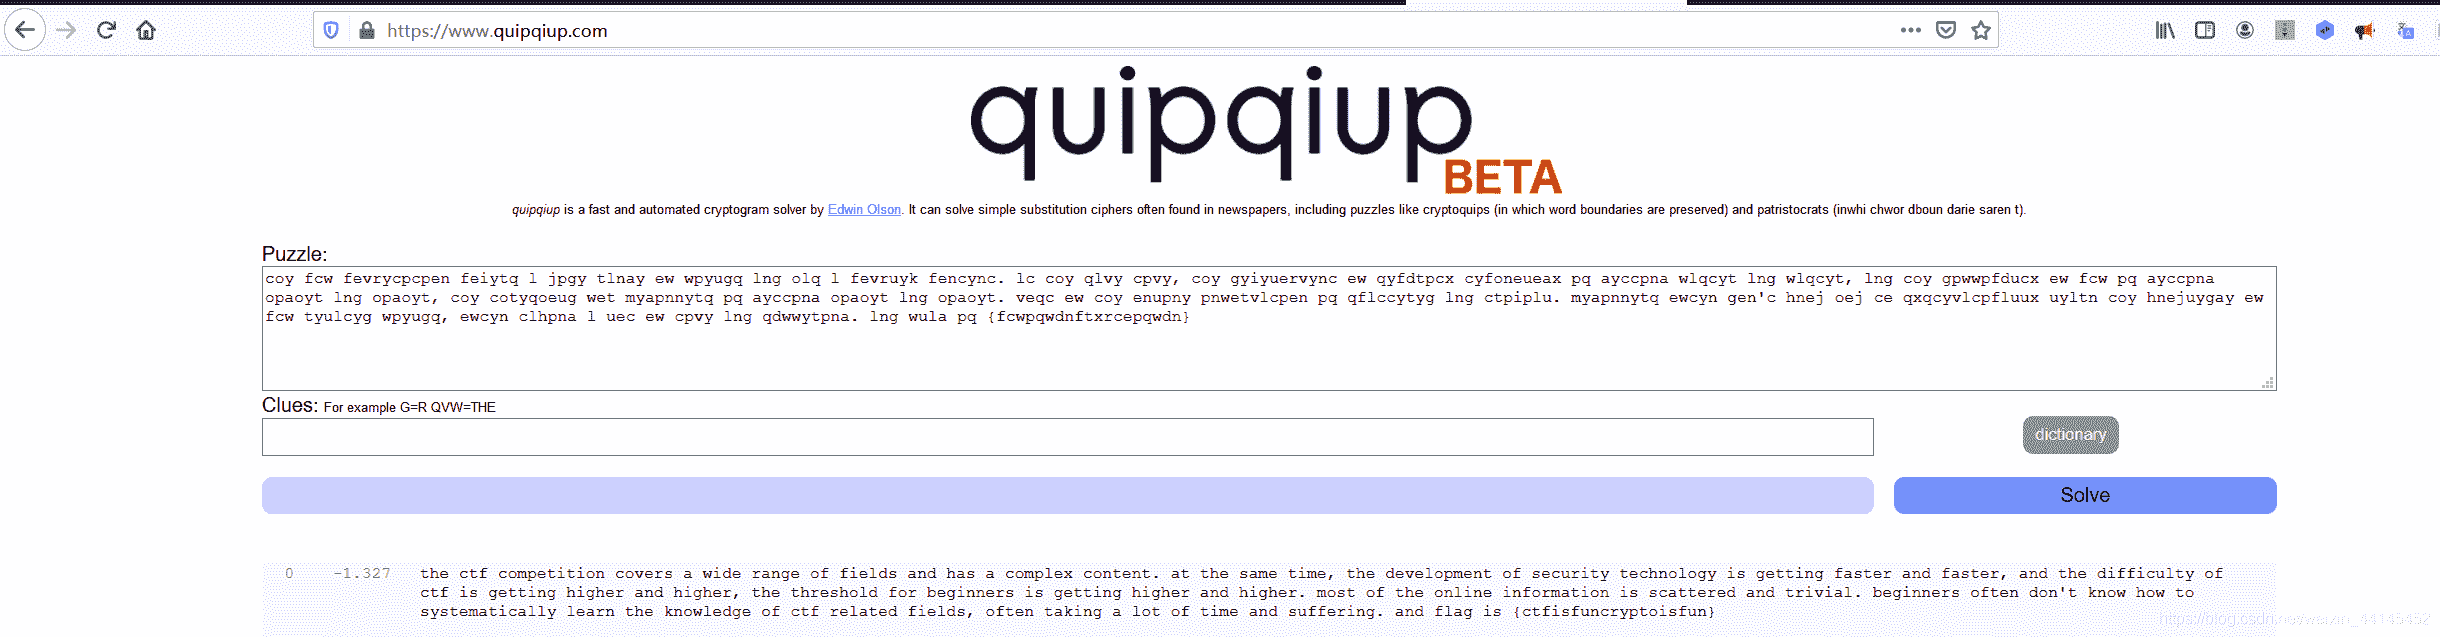 https://www.quipqiup.com
quipqiup
BETA
quipqiup is a fast and automated cryptogram solver by Edwin Olson. It can solve simple substitution ciphers often found in newspapers, including puzzles like cryptoquips (in which word boundaries are preserved) and patristocrats (inwhi chwor dboun darie saren t).
Puzzle:
coy fcw fevrycpcpen feiytq l jpgy tlnay ew wpyugq lng olq l fevruyk fencync. lc coy qlvy cpvy, coy gyiyuervync ew qyfdtpcx cyfoneueax pq ayccpna wlqcyt lng wlqcyt, lng coy gpwwpfducx ew fcw pq ayccpna
opaoyt lng opaoyt, coy cotyqoeug wet myapnnytq pq ayccpna opaoyt lng opaoyt. veqc ew coy enupny pnwetvlcpen pq qflccytyg lng ctpiplu. myapnnytq ewcyn gen'c hnej oej ce qxqcyvlcpfluux uyltn coy hnejuygay ew
fcw tyulcyg wpyugq, ewcyn clhpna l uec ew cpvy lng qdwwytpna. lng wula pq {fcwpqwdnftxrcepqwdn}
Clues: For example G=R QVW=THE
dictionary
Solve
0 -1.327 the ctf competition covers a wide range of fields and has a complex content. at the same time, the development of security technology is getting faster and faster, and the difficulty of
ctf is getting higher and higher, the threshold for beginners is getting higher and higher. most of the online information is scattered and trivial. beginners often don't know how to
systematically learn the knowledge of ctf related fields, often taking a lot of time and suffering. and flag is {ctfisfuncryptoisfun}